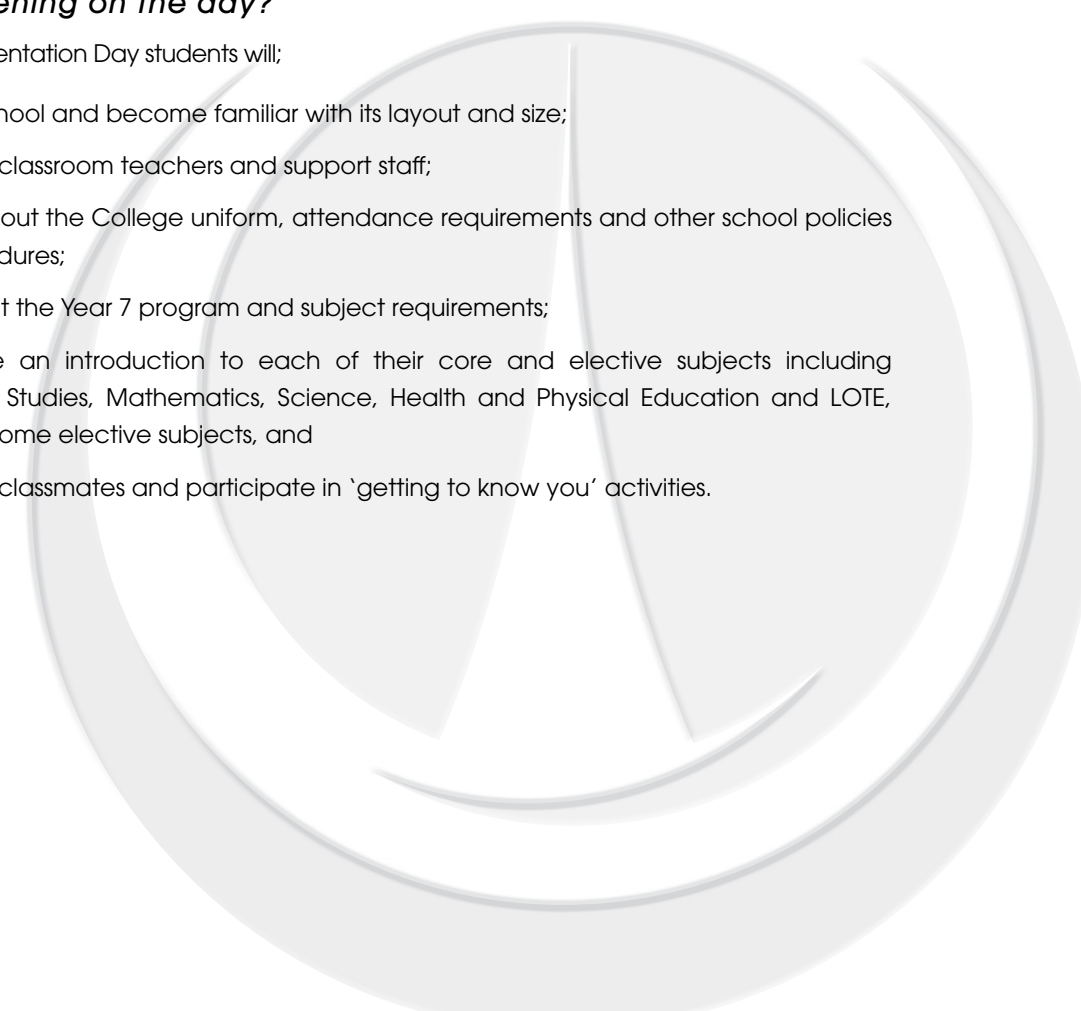 ening on the day?
entation Day students will;
hool and become familiar with its layout and size;
classroom teachers and support staff;
out the College uniform, attendance requirements and other school policies
dures;
t the Year 7 program and subject requirements;
e an introduction to each of their core and elective subjects including
Studies, Mathematics, Science, Health and Physical Education and LOTE,
ome elective subjects, and
classmates and participate in ‘getting to know you’ activities.